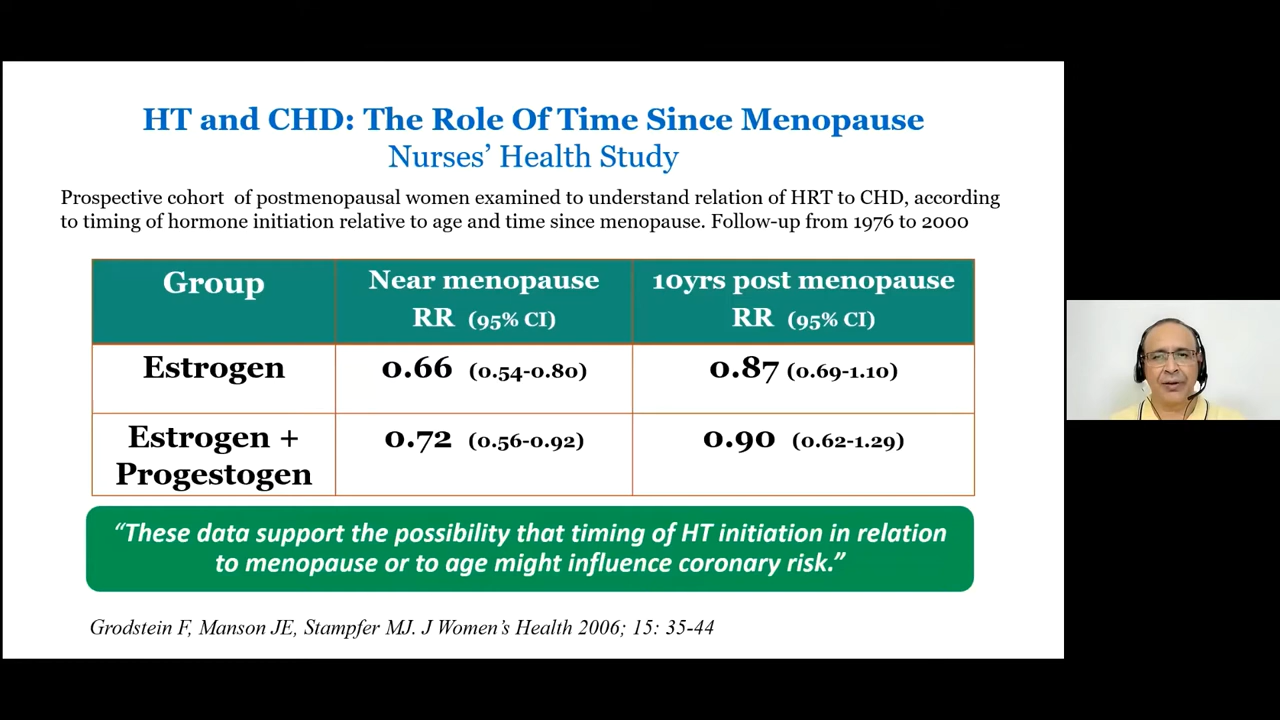 HT and CHD: The Role Of Time Since Menopause
Nurses’ Health Study
Prospective cohort of postmenopausal women examined to understand relation of HRT to CHD, according
to timing of hormone initiation relative to age and time since menopause. Follow-up from 1976 to 2000
Group
Near menopause
RR (95% CI)
10yrs post menopause
RR (95% CI)
Estrogen
0.66 (0.54-0.80)
0.87 (0.69-1.10)
Estrogen +
Progestogen
0.72 (0.56-0.92)
0.90 (0.62-1.29)
“These data support the possibility that timing of HT initiation in relation
to menopause or to age might influence coronary risk.”
Grodstein F, Manson JE, Stampfer MJ. J Women’s Health 2006; 15: 35-44